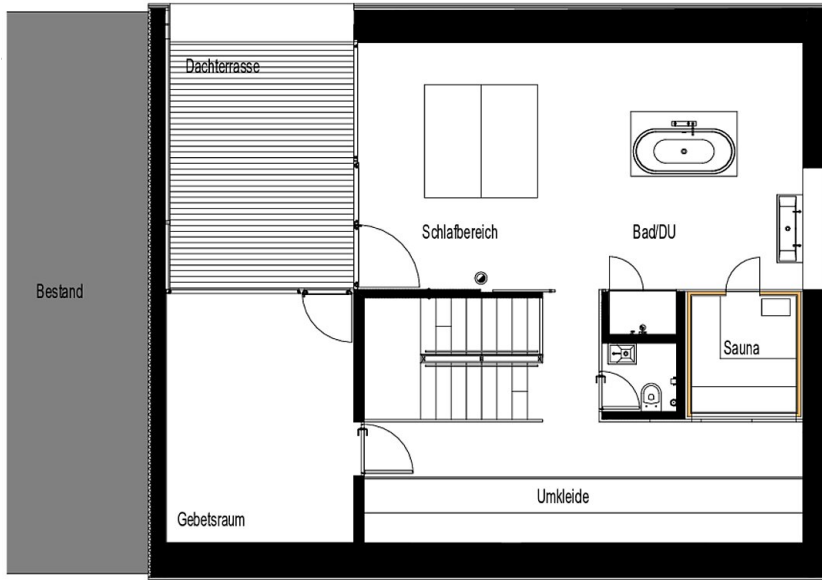 Dachterrasse
Schlafbereich
Bad/DU
Bestand
Sauna
Umkleide
Gebetsraum